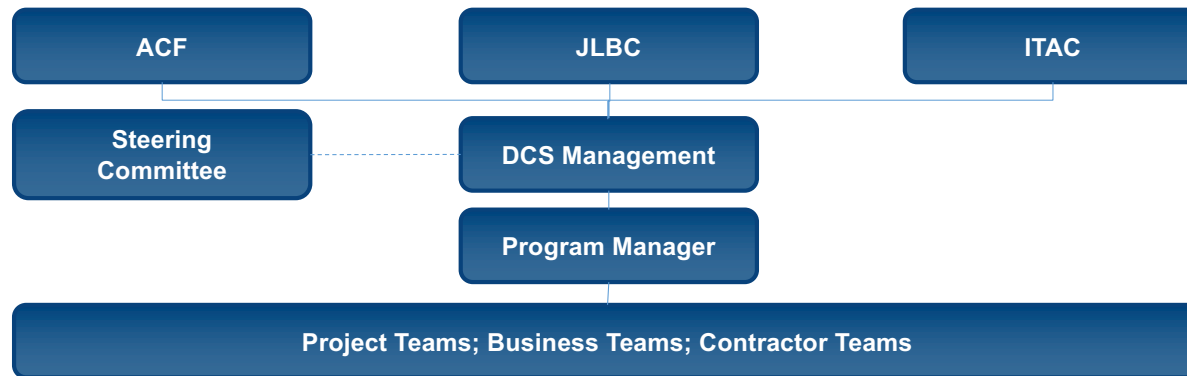 ACF
JLBC
ITAC
Steering
Committee
DCS Management
Program Manager
Project Teams; Business Teams; Contractor Teams